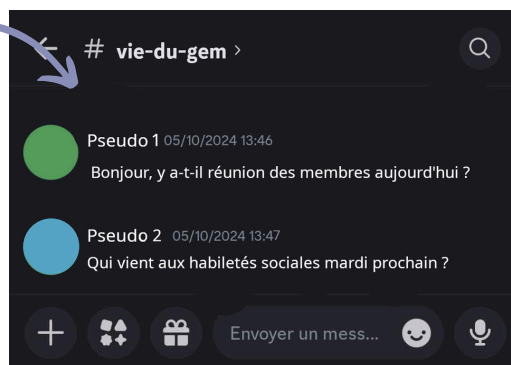 # vie-du-gem >
Pseudo 1 05/10/2024 13:46
Bonjour, y a-t-il réunion des membres aujourd'hui ?
Pseudo 2 05/10/2024 13:47
Qui vient aux habiletés sociales mardi prochain ?
Envoyer un mess...